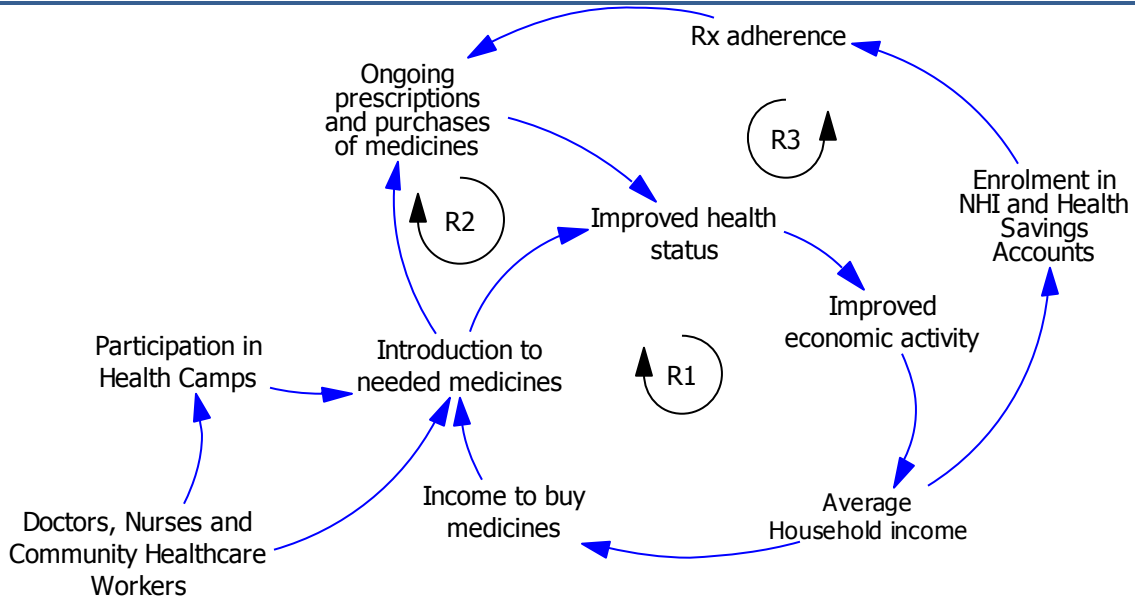 Rx adherence
Ongoing
prescriptions
and purchases
of medicines
R3
Enrolment in
NHI and Health
Savings
Accounts
R2
Improved health
status
Improved
economic activity
Participation in
Health Camps
Introduction to
needed medicines
R1
Income to buy
medicines
Average
Household income
Doctors, Nurses and
Community Healthcare
Workers